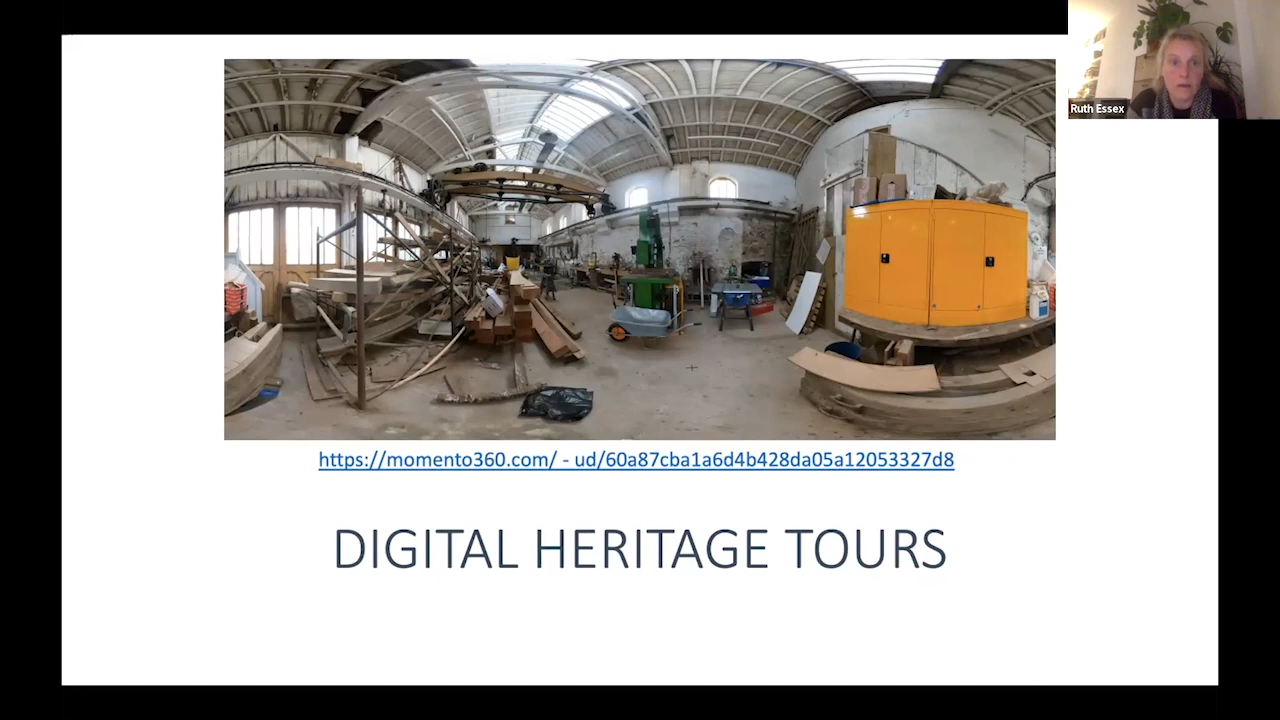 Ruth Essex
https://momento360.com/ - ud/60a87cba1a6d4b428da05a12053327d8
DIGITAL HERITAGE TOURS